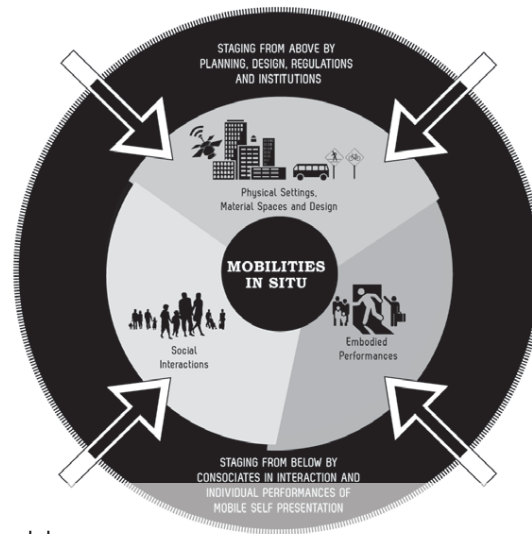 STAGING FROM ABOVE BY
PLANNING, DESIGN, REGULATIONS
AND INSTITUTIONS
Physical Settings,
Material Spaces and Design
MOBILITIES
IN SITU
Social
Interactions
Embodied
Performances
STAGING FROM BELOW BY
CONSOCIATES IN INTERACTION AND
INDIVIDUAL PERFORMANCES OF
MOBILE SELF PRESENTATION